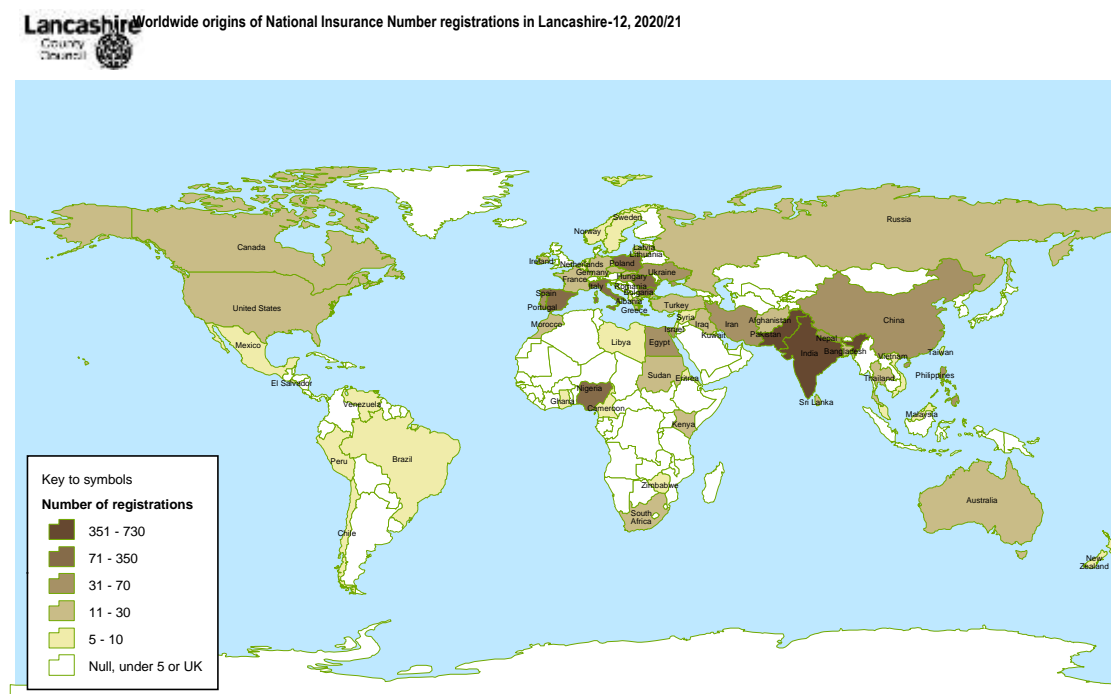 Lancashire
County
Council
Worldwide origins of National Insurance Number registrations in Lancashire-12, 2020/21
Russia
Sweden
Norway
Canada
Latvia
Lithuania
Ireland
Netherlands
Poland
Germany
Ukraine
France
Hungary
Italy
Romania
Bulgaria
Spain
Albania
Portugal
Greece
Turkey
United States
Syria
Afghanistan
China
Morocco
Iraq
Iran
Israel
Kuwait
Pakistan
Nepal
Mexico
Libya
Egypt
India
Bangladesh
Vietnam
Taiwan
El Salvador
Sudan
Eritrea
Thailand
Philippines
Nigeria
Venezuela
Ghana
Cameroon
Sri Lanka
Malaysia
Kenya
Peru
Brazil
Zimbabwe
Australia
South
Africa
Chile
New
Zealand
Key to symbols
Number of registrations
351 - 730
71 - 350
31 - 70
11 - 30
5 - 10
Null, under 5 or UK